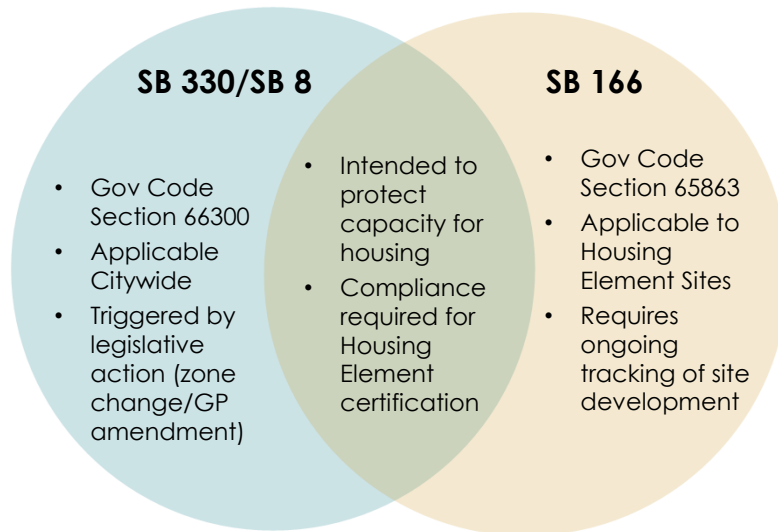 SB 330/SB 8
• Gov Code
Section 66300
• Applicable
Citywide
• Triggered by
legislative
action (zone
change/GP
amendment)
• Intended to
protect
capacity for
housing
• Compliance
required for
Housing
Element
certification
SB 166
• Gov Code
Section 65863
• Applicable to
Housing
Element Sites
• Requires
ongoing
tracking of site
development